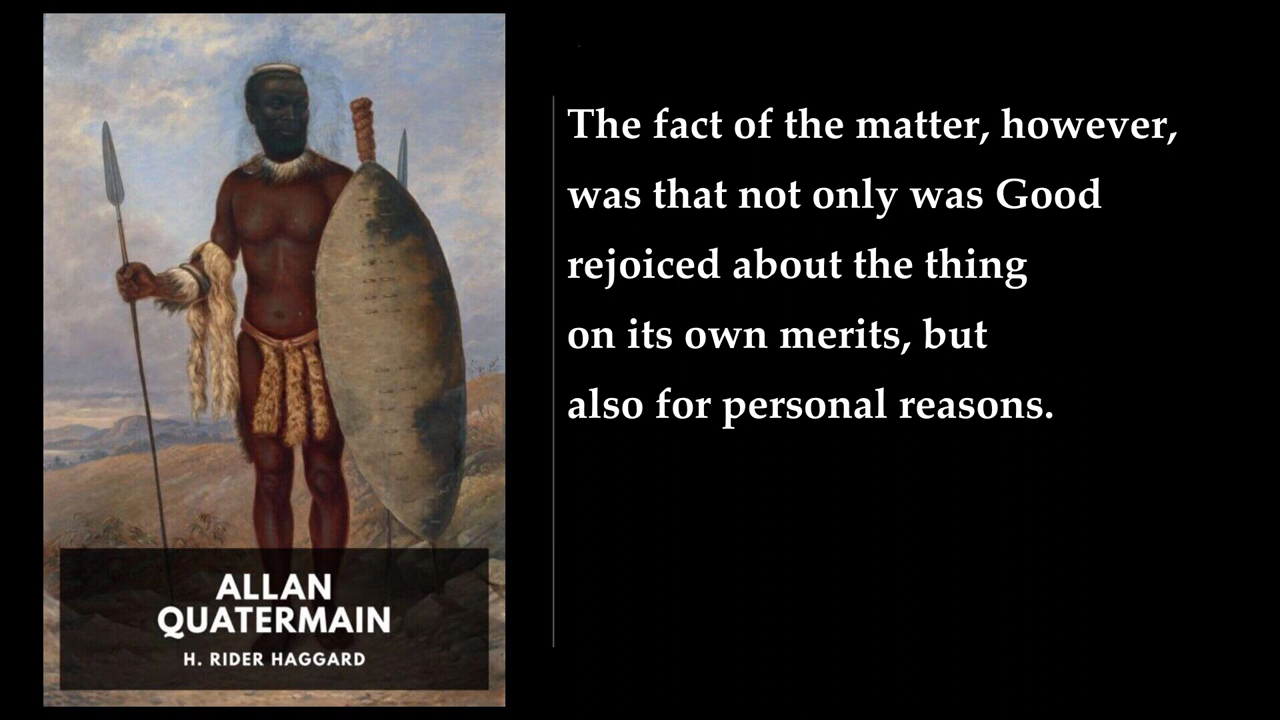 ALLAN
QUATERMAIN
H. RIDER HAGGARD
The fact of the matter, however,
was that not only was Good
rejoiced about the thing
on its own merits, but
also for personal reasons.